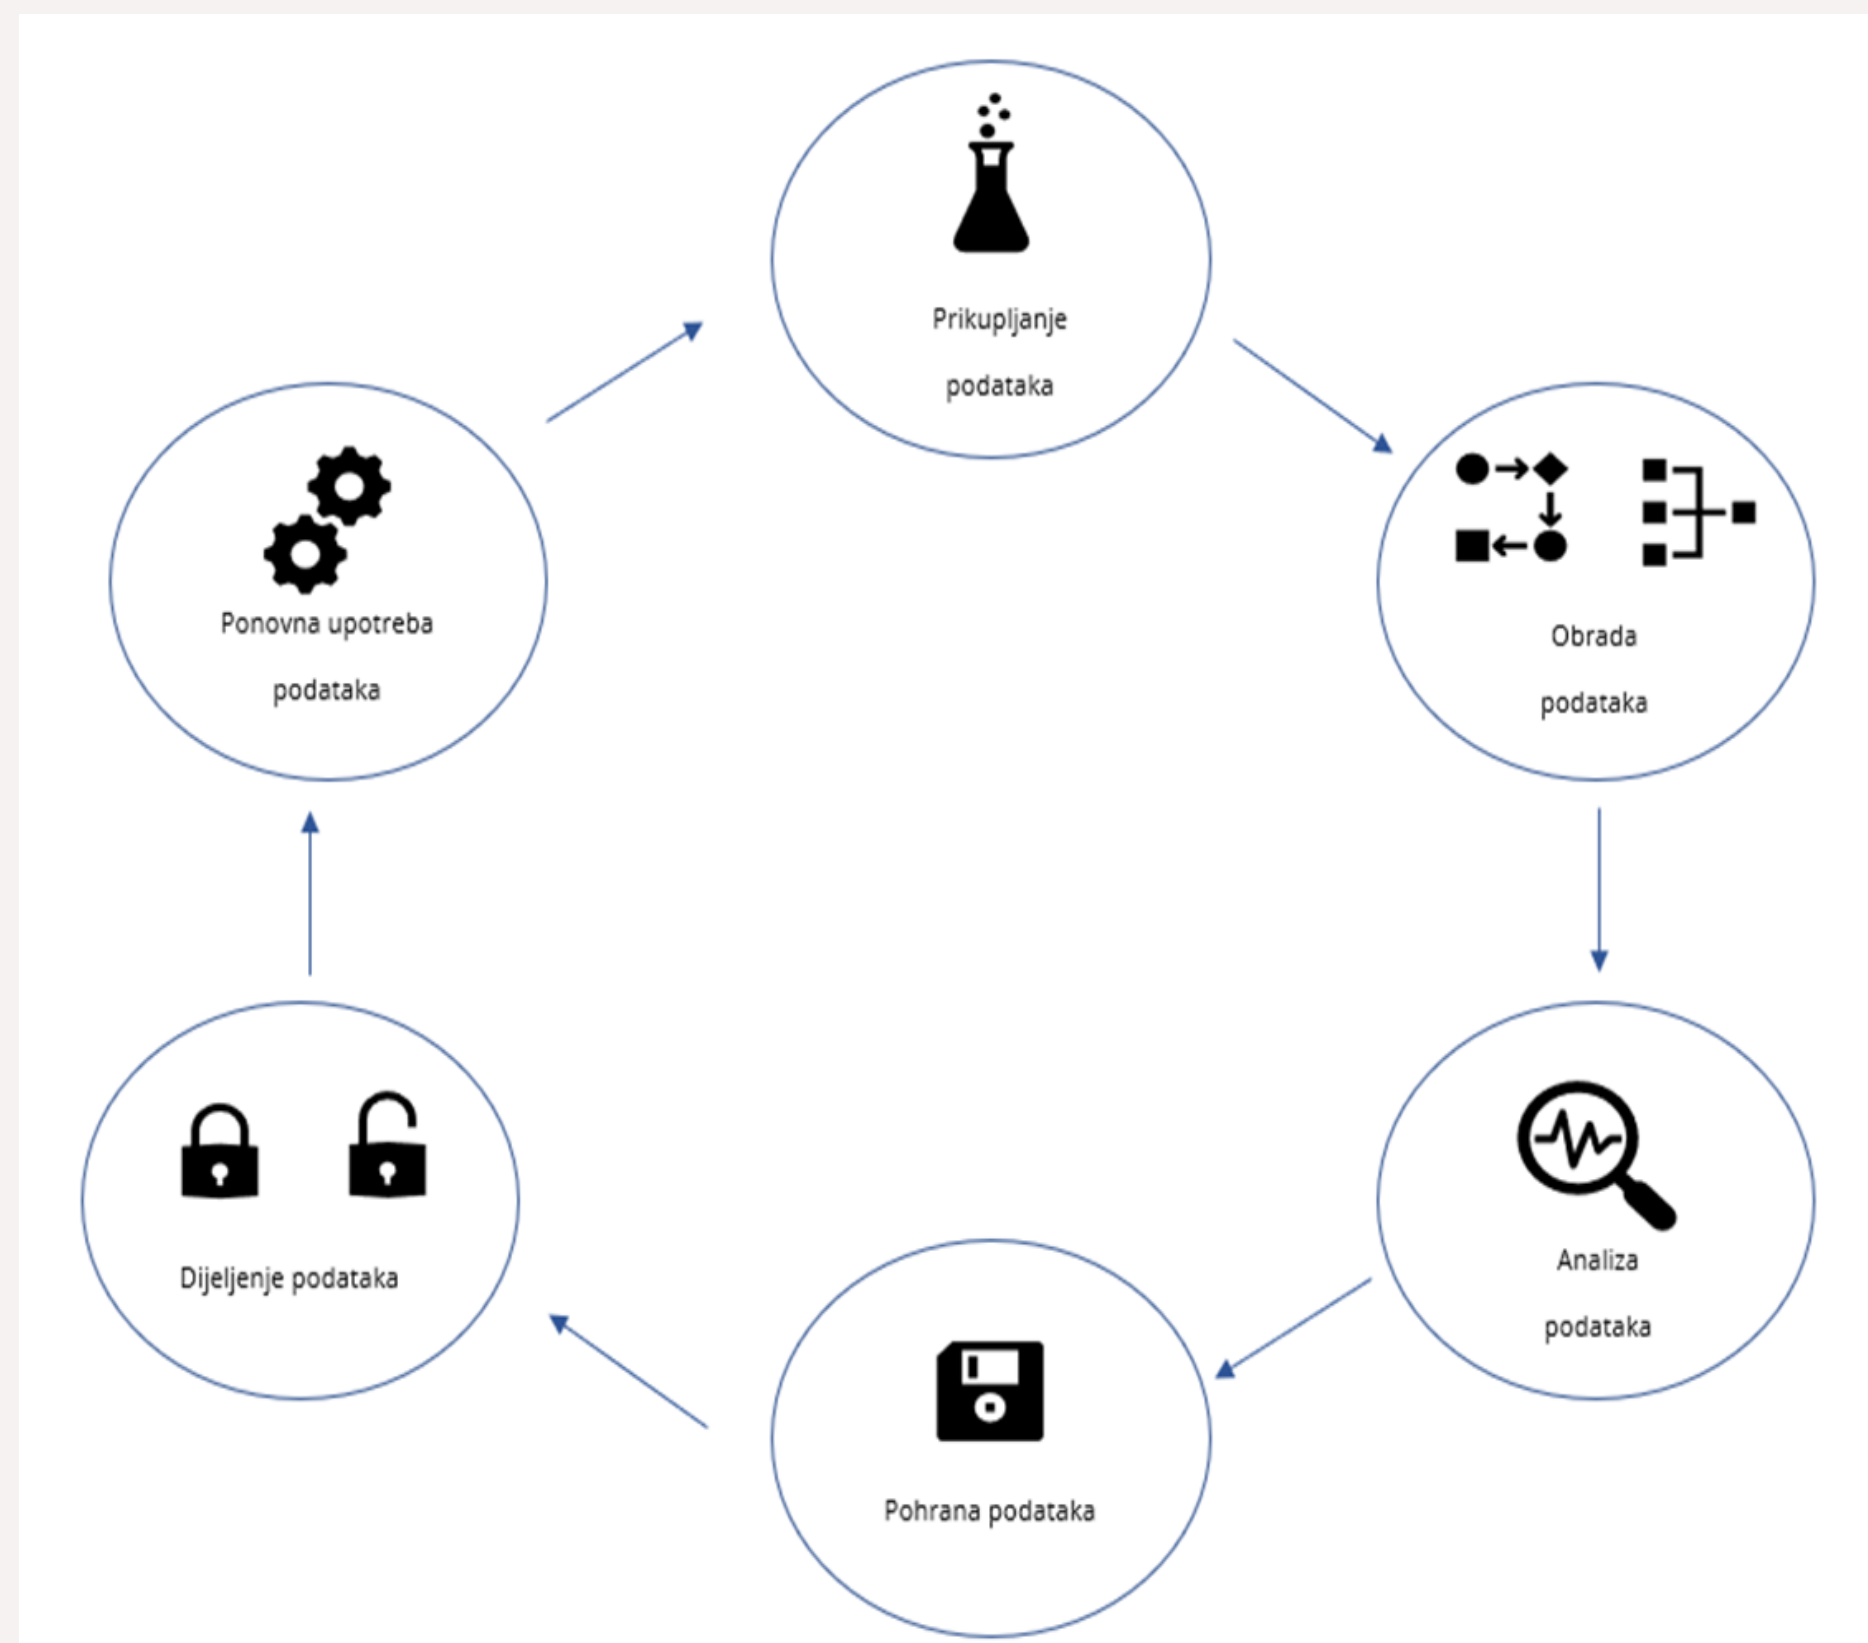 Prikupljanje
podataka
Obrada
podataka
Analiza
podataka
Pohrana podataka
Dijeljenje podataka
Ponovna upotreba
podataka